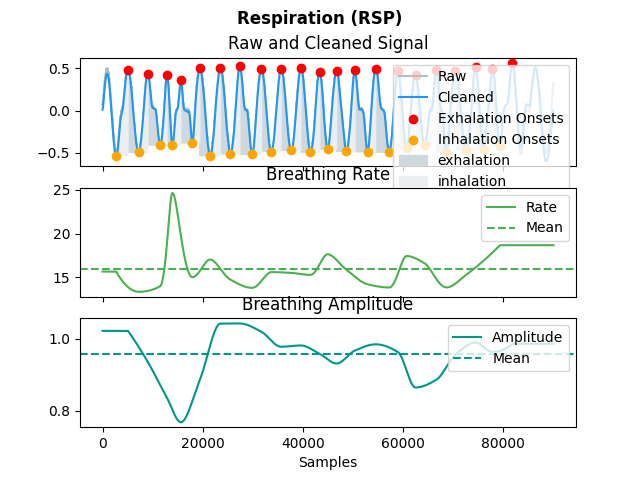 Respiration (RSP)
Raw and Cleaned Signal
0.5
0.0
−0.5
Raw
Cleaned
Exhalation Onsets
Inhalation Onsets
exhalation
inhalation
Breathing Rate
25
20
15
Rate
Mean
Breathing Amplitude
1.0
0.8
Amplitude
Mean
0 20000 40000 60000 80000
Samples